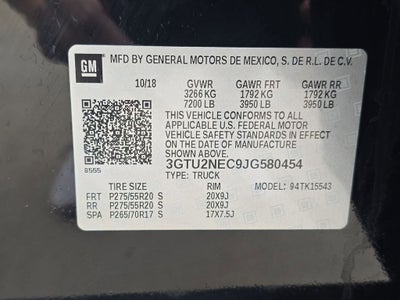 GM
MFD BY GENERAL MOTORS DE MEXICO, S. DE R.L. DE C.V.
10/18 GVWR GAWR FRT GAWR RR
3266 KG 1792 KG 1792 KG
7200 LB 3950 LB 3950 LB
THIS VEHICLE CONFORMS TO ALL
APPLICABLE U.S. FEDERAL MOTOR
VEHICLE SAFETY STANDARDS IN EFFECT
ON THE DATE OF MANUFACTURE
SHOWN ABOVE.
3GTU2NEC9JG580454
8555 TYPE: TRUCK
TIRE SIZE RIM MODEL: 94TK15543
FRT P275/55R20 S 20X9J
RR P275/55R20 S 20X9J
SPA P265/70R17 S 17X7.5J